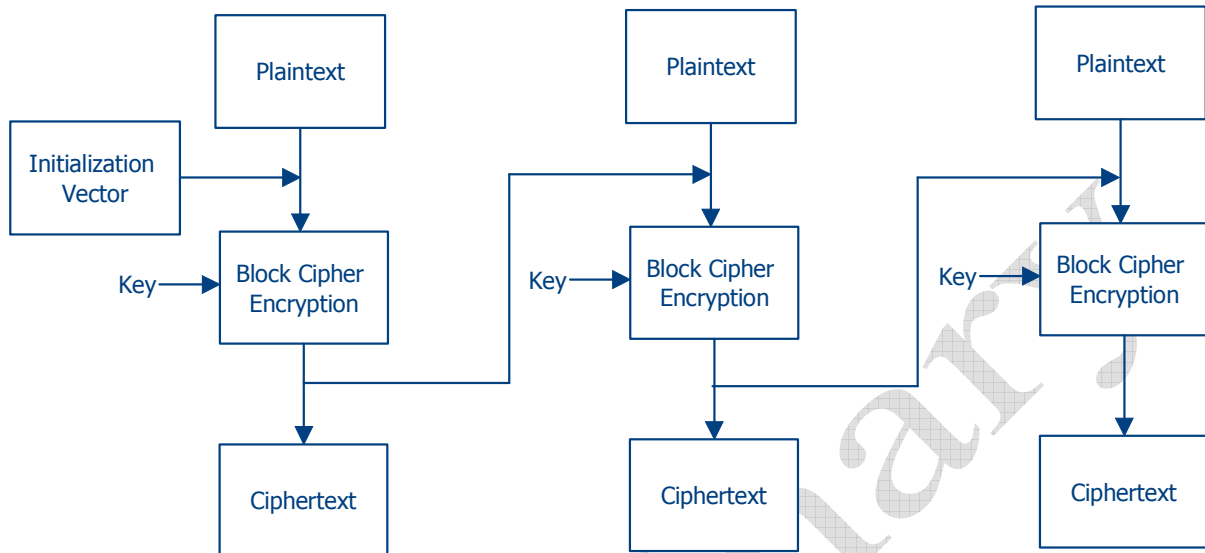 Plaintext
Plaintext
Plaintext
Initialization
Vector
Key
Block Cipher
Encryption
Key
Block Cipher
Encryption
Key
Block Cipher
Encryption
Ciphertext
Ciphertext
Ciphertext